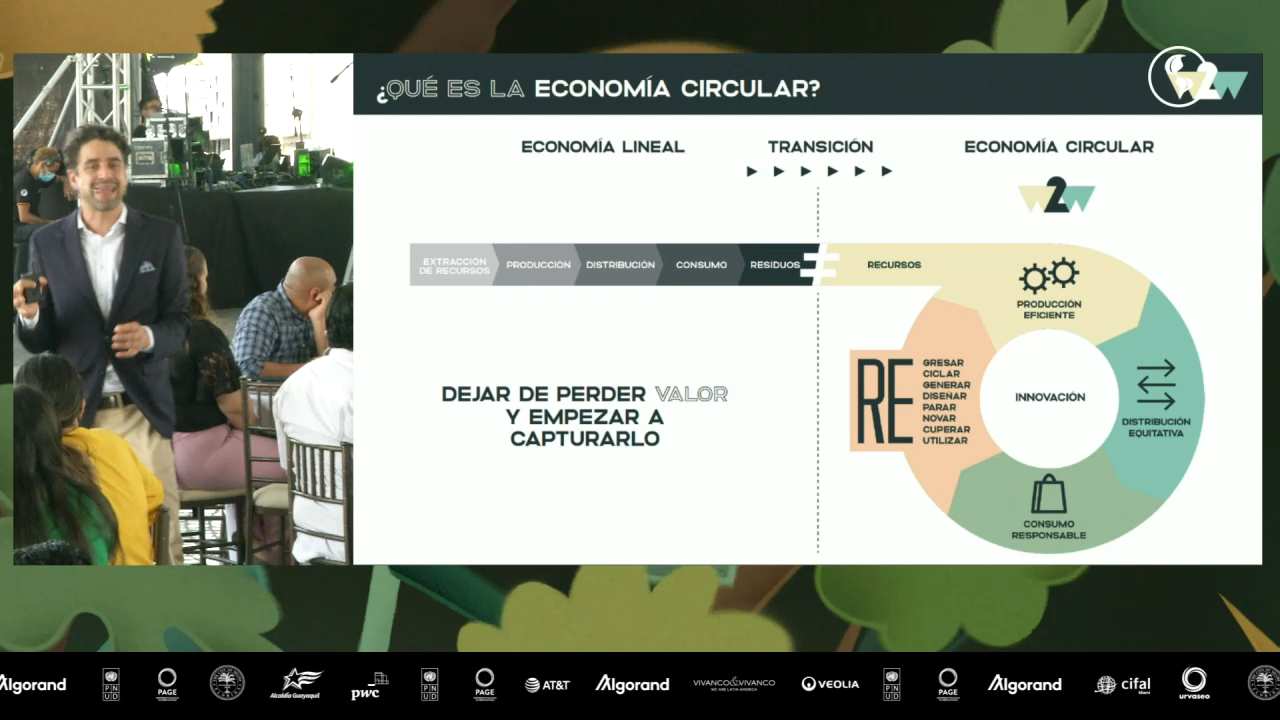 ¿QUÉ ES LA ECONOMÍA CIRCULAR?
W2W
ECONOMÍA LINEAL
TRANSICIÓN
ECONOMÍA CIRCULAR
W2W
EXTRACCIÓN
DE RECURSOS
PRODUCCIÓN
DISTRIBUCIÓN
CONSUMO
RESIDUOS
RECURSOS
PRODUCCIÓN
EFICIENTE
RE
GRESAR
CICLAR
GENERAR
DISEÑAR
PARAR
NOVAR
CUPERAR
UTILIZAR
INNOVACIÓN
DISTRIBUCIÓN
EQUITATIVA
CONSUMO
RESPONSABLE
DEJAR DE PERDER VALOR
Y EMPEZAR A
CAPTURARLO
Algorand
PNUD
PAGE
Alcaldía Guayaquil
pwc
PNUD
PAGE
AT&T
Algorand
VIVANCO&VIVANCO
WE ARE LATIN AMERICA
VEOLIA
PNUD
PAGE
Algorand
cifal
Miami
urvaseo